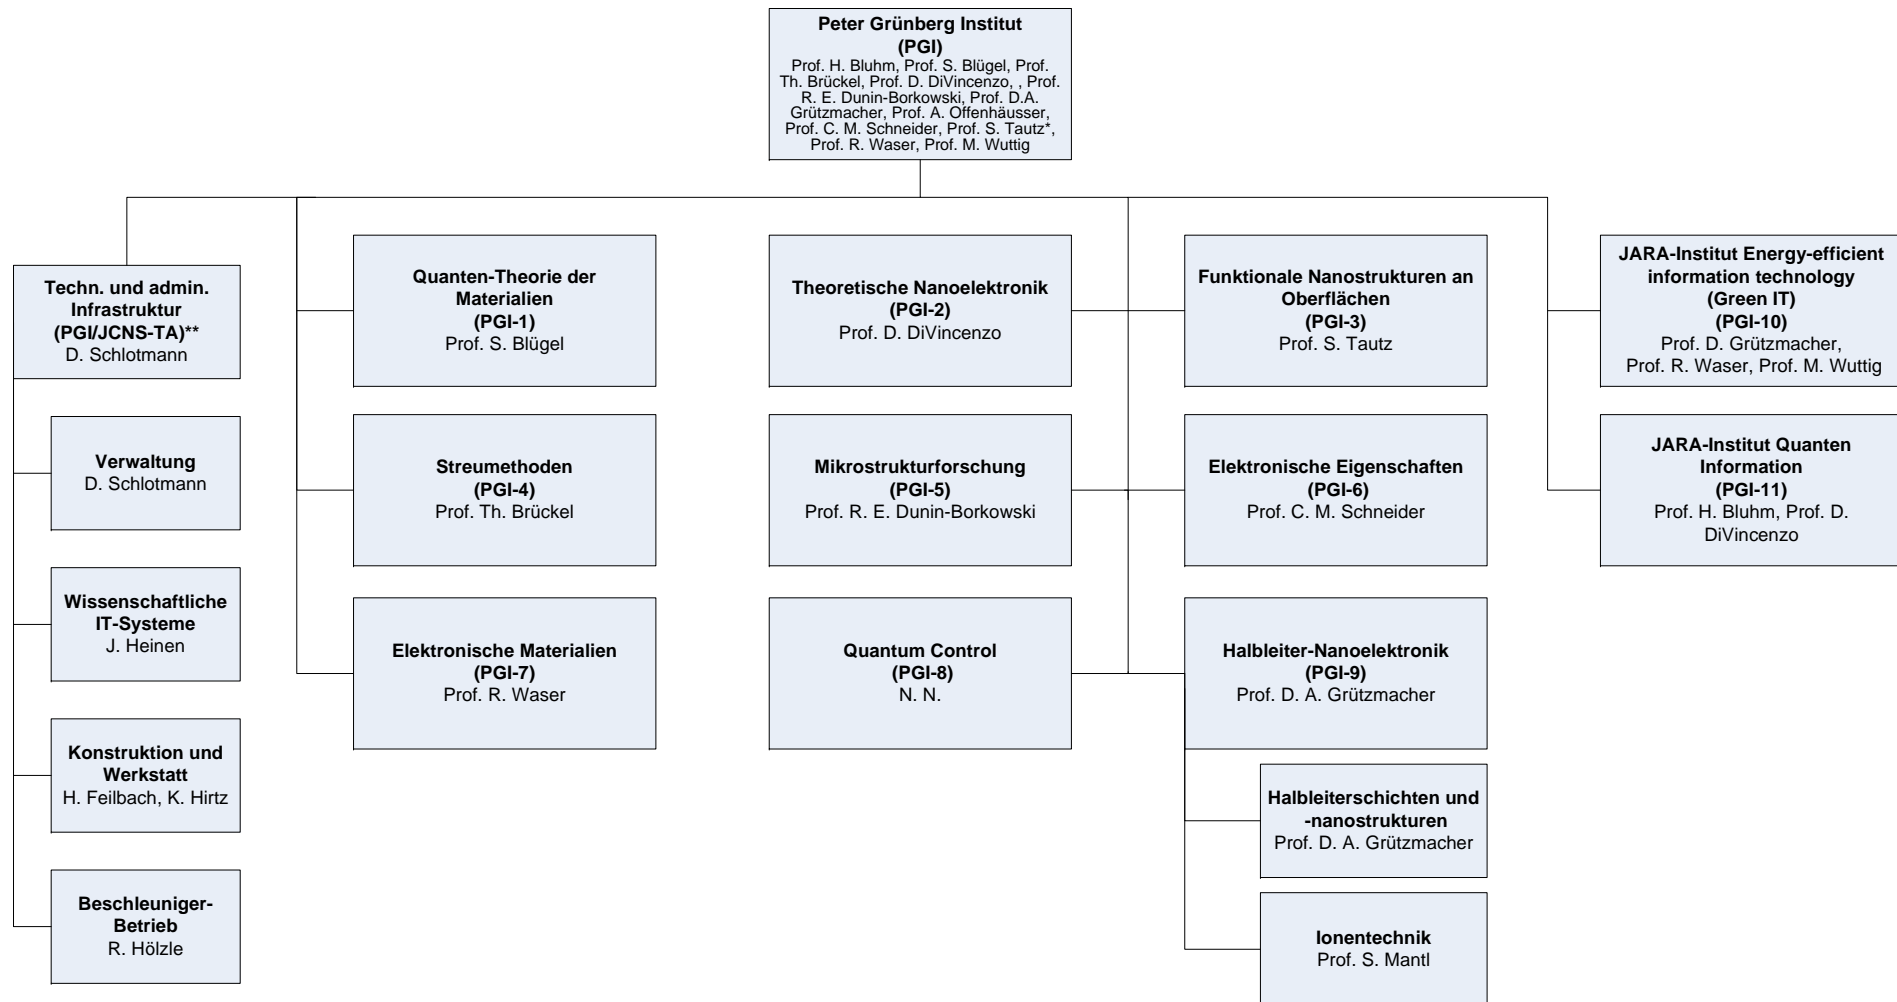 Peter Grünberg Institut
(PGI)
Prof. H. Bluhm, Prof. S. Blügel, Prof.
Th. Brückel, Prof. D. DiVincenzo, , Prof.
R. E. Dunin-Borkowski, Prof. D.A.
Grützmacher, Prof. A. Offenhäusser,
Prof. C. M. Schneider, Prof. S. Tautz*,
Prof. R. Waser, Prof. M. Wuttig
Techn. und admin.
Infrastruktur
(PGI/JCNS-TA)**
D. Schlotmann
Verwaltung
D. Schlotmann
Wissenschaftliche
IT-Systeme
J. Heinen
Konstruktion und
Werkstatt
H. Feilbach, K. Hirtz
Beschleuniger-
Betrieb
R. Hölzle
Quanten-Theorie der
Materialien
(PGI-1)
Prof. S. Blügel
Theoretische Nanoelektronik
(PGI-2)
Prof. D. DiVincenzo
Funktionale Nanostrukturen an
Oberflächen
(PGI-3)
Prof. S. Tautz
JARA-Institut Energy-efficient
information technology
(Green IT)
(PGI-10)
Prof. D. Grützmacher,
Prof. R. Waser, Prof. M. Wuttig
Streumethoden
(PGI-4)
Prof. Th. Brückel
Mikrostrukturforschung
(PGI-5)
Prof. R. E. Dunin-Borkowski
Elektronische Eigenschaften
(PGI-6)
Prof. C. M. Schneider
JARA-Institut Quanten
Information
(PGI-11)
Prof. H. Bluhm, Prof. D.
DiVincenzo
Elektronische Materialien
(PGI-7)
Prof. R. Waser
Quantum Control
(PGI-8)
N. N.
Halbleiter-Nanoelektronik
(PGI-9)
Prof. D. A. Grützmacher
Halbleiterschichten und
-nanostrukturen
Prof. D. A. Grützmacher
Ionentechnik
Prof. S. Mantl